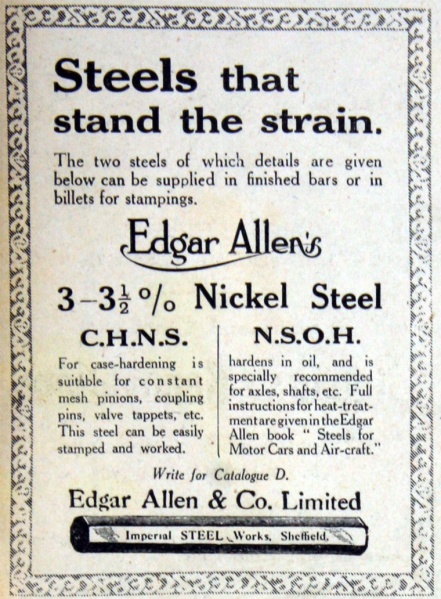 Steels that
stand the strain.
The two steels of which details are given
below can be supplied in finished bars or in
billets for stampings.
Edgar Allen's
3-3½ % Nickel Steel
C.H.N.S.
For case-hardening is
suitable for constant
mesh pinions, coupling
pins, valve tappets, etc.
This steel can be easily
stamped and worked.
N.S.O.H.
hardens in oil, and is
specially recommended
for axles, shafts, etc. Full
instructions for heat-treat-
ment are given in the Edgar
Allen book " Steels for
Motor Cars and Air-craft."
Write for Catalogue D.
Edgar Allen & Co. Limited
Imperial STEEL Works, Sheffield.